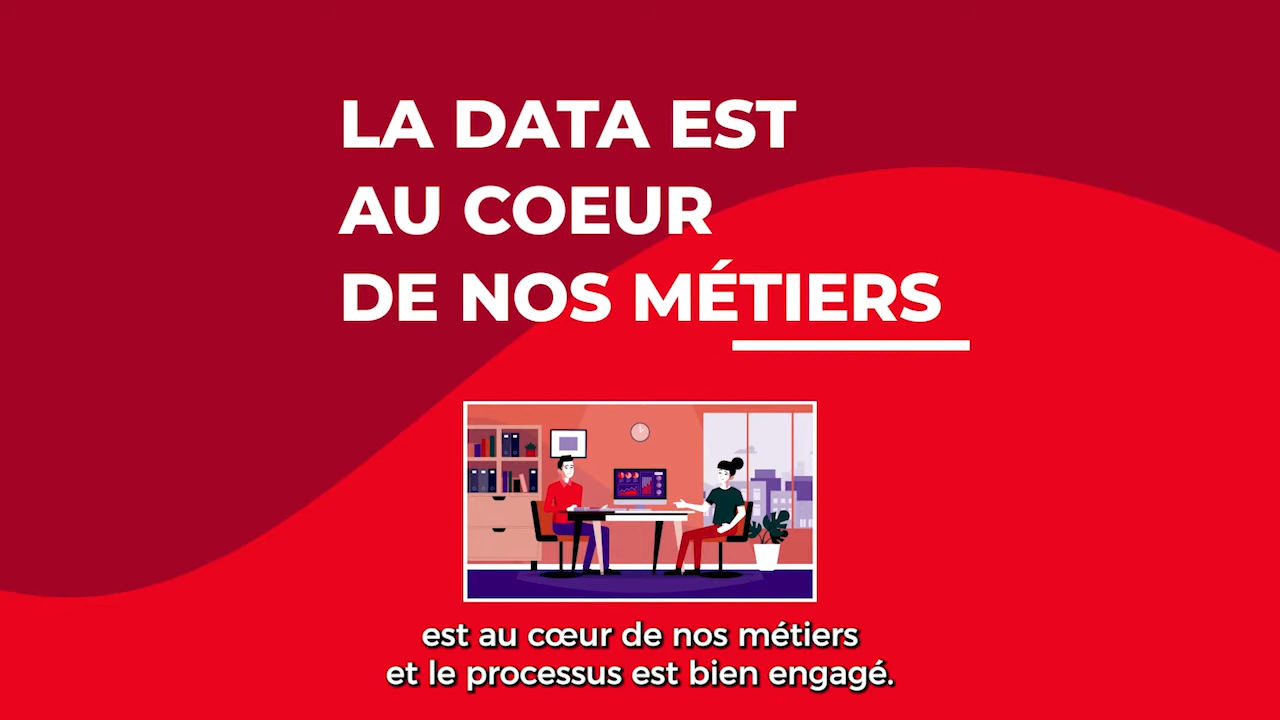 LA DATA EST
AU COEUR
DE NOS MÉTIERS
est au cœur de nos métiers
et le processus est bien engagé.